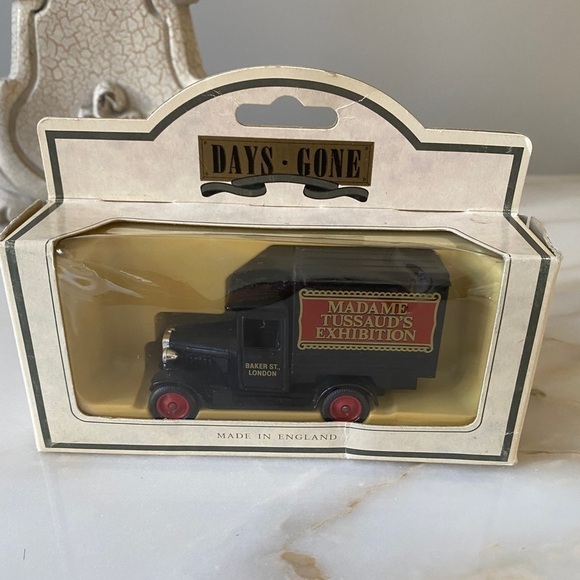 DAYS · GONE
MADAME
TUSSAUD'S
EXHIBITION
BAKER ST.,
LONDON
MADE IN ENGLAND